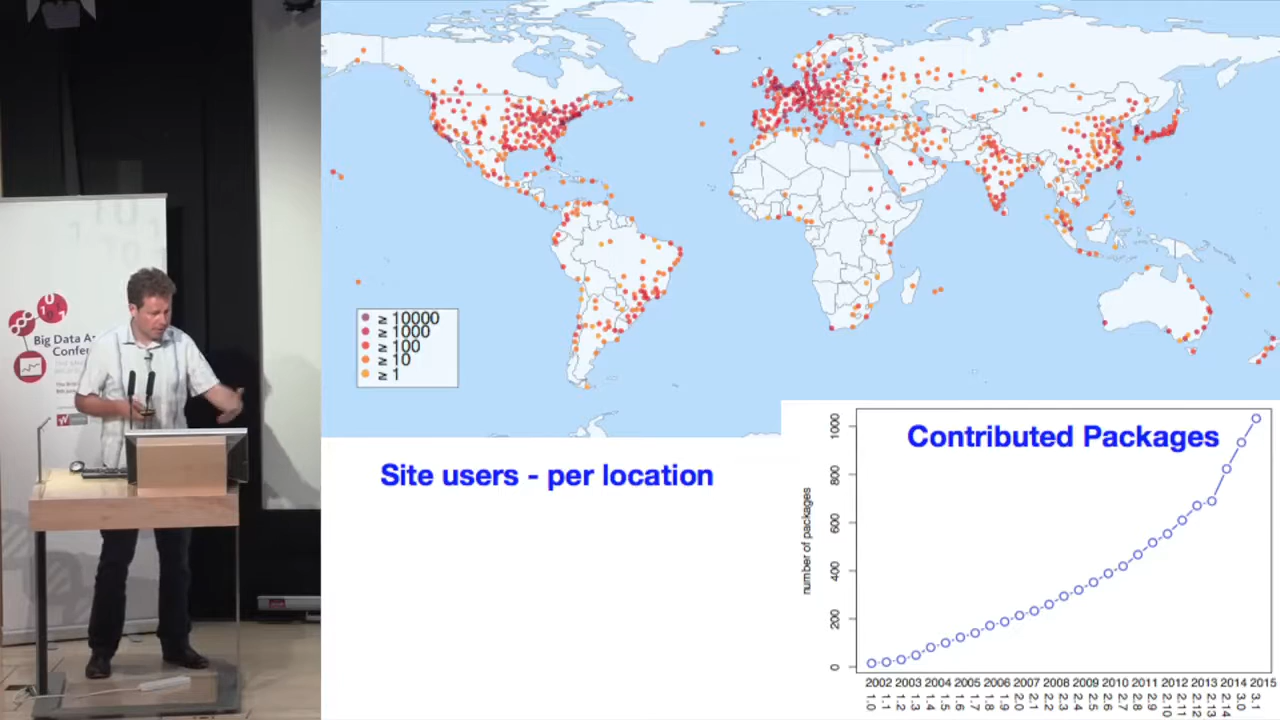 Big Data A
Confer
≥ 10000
≥ 1000
≥ 100
≥ 10
≥ 1
Site users - per location
Contributed Packages
number of packages
0 200 400 600 800 1000
2002 2003 2004 2005 2006 2007 2008 2009 2010 2012 2013 2014 2015
1.0 1.1 1.2 1.3 1.4 1.5 1.6 1.7 1.8 1.9 2.0 2.1 2.2 2.3 2.4 2.5 2.6 2.7 2.8 2.9 2.10 2.11 2.12 2.13 2.14 3.0 3.1